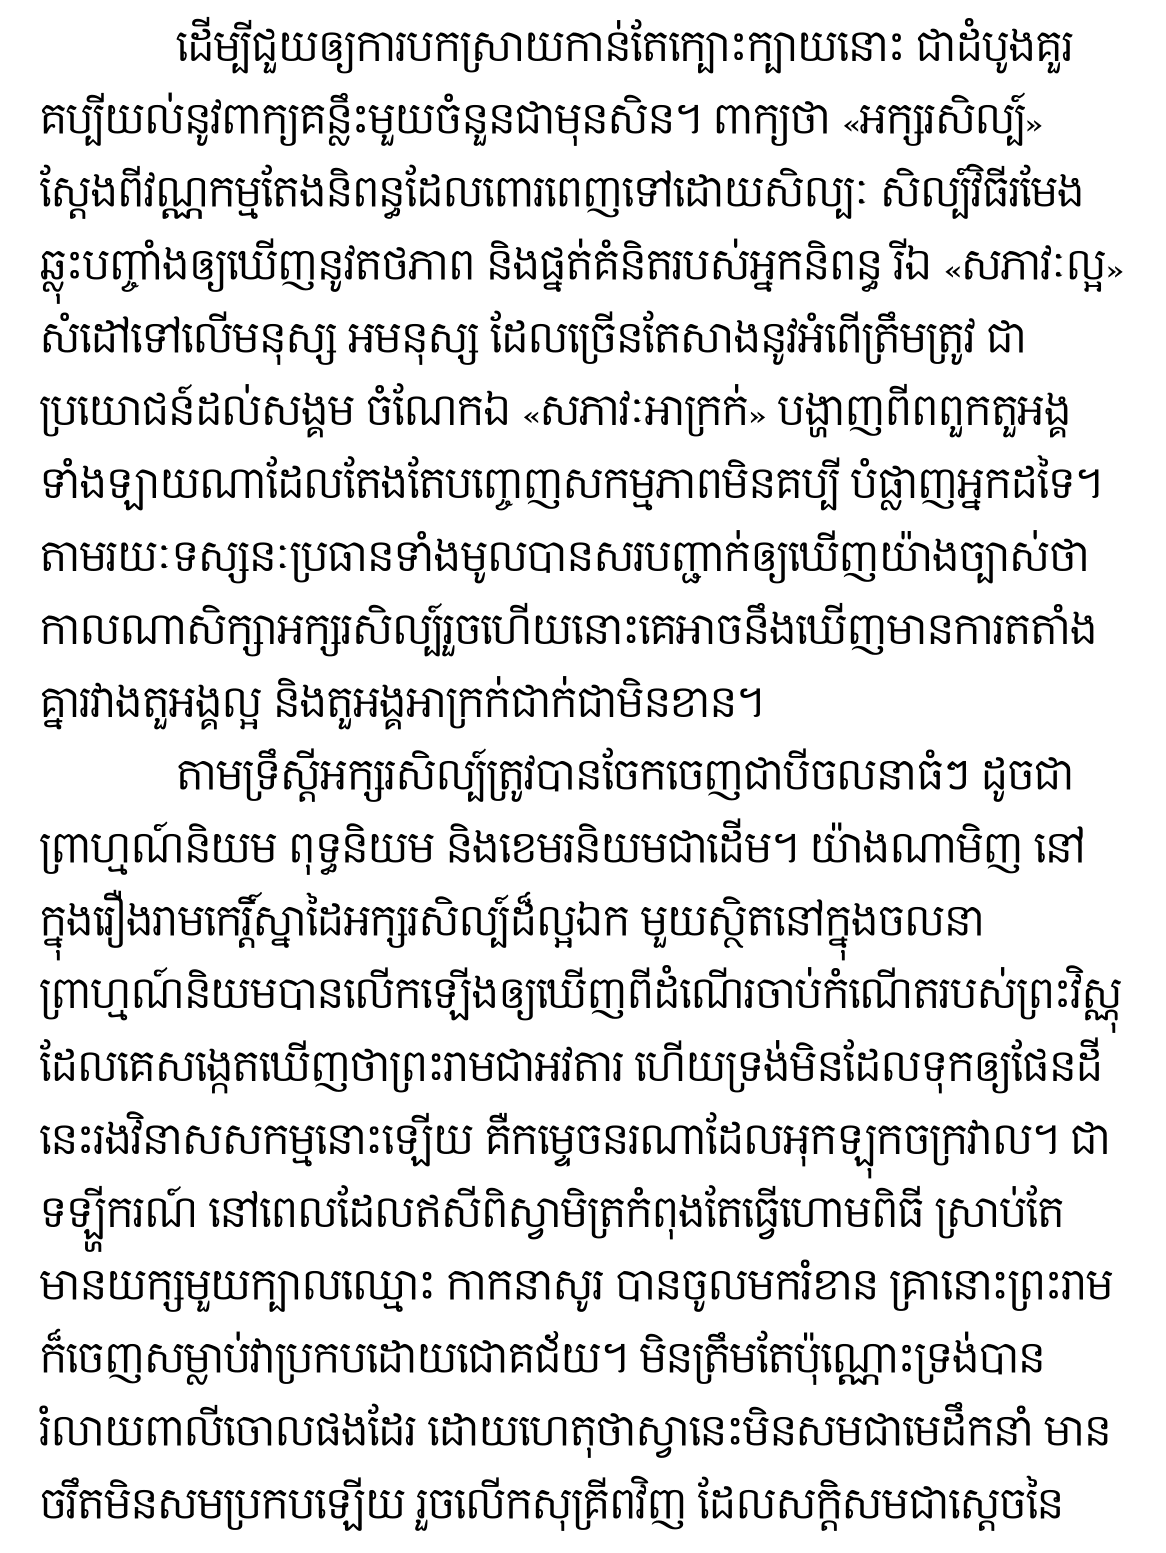 ដើម្បីជួយឲ្យការបកស្រាយកាន់តែក្បោះក្បាយនោះ ជាដំបូងគួរ
គប្បីយល់នូវពាក្យគន្លឹះមួយចំនួនជាមុនសិន។ ពាក្យថា «អក្សរសិល្ប៍»
ស្តែងពីវណ្ណកម្មតែងនិពន្ធដែលពោរពេញទៅដោយសិល្បៈ សិល្ប៍វិធីរមែង
ឆ្លុះបញ្ចាំងឲ្យឃើញនូវតថភាព និងផ្នត់គំនិតរបស់អ្នកនិពន្ធ រីឯ «សភាវៈល្អ»
សំដៅទៅលើមនុស្ស អមនុស្ស ដែលច្រើនតែសាងនូវអំពើត្រឹមត្រូវ ជា
ប្រយោជន៍ដល់សង្គម ចំណែកឯ «សភាវៈអាក្រក់» បង្ហាញពីពពួកតួអង្គ
ទាំងឡាយណាដែលតែងតែបញ្ចេញសកម្មភាពមិនគប្បី បំផ្លាញអ្នកដទៃ។
តាមរយៈទស្សនៈប្រធានទាំងមូលបានសរបញ្ជាក់ឲ្យឃើញយ៉ាងច្បាស់ថា
កាលណាសិក្សាអក្សរសិល្ប៍រួចហើយនោះគេអាចនឹងឃើញមានការតតាំង
គ្នារវាងតួអង្គល្អ និងតួអង្គអាក្រក់ជាក់ជាមិនខាន។
តាមទ្រឹស្តីអក្សរសិល្ប៍ត្រូវបានចែកចេញជាបីចលនាធំៗ ដូចជា
ព្រាហ្មណ៍និយម ពុទ្ធនិយម និងខេមរនិយមជាដើម។ យ៉ាងណាមិញ នៅ
ក្នុងរឿងរាមកេរ្តិ៍ស្នាដៃអក្សរសិល្ប៍ដ៏ល្អឯក មួយស្ថិតនៅក្នុងចលនា
ព្រាហ្មណ៍និយមបានលើកឡើងឲ្យឃើញពីដំណើរចាប់កំណើតរបស់ព្រះវិស្ណុ
ដែលគេសង្កេតឃើញថាព្រះរាមជាអវតារ ហើយទ្រង់មិនដែលទុកឲ្យផែនដី
នេះរងវិនាសសកម្មនោះឡើយ គឺកម្ទេចនរណាដែលអុកឡុកចក្រវាល។ ជា
ទឡ្ហីករណ៍ នៅពេលដែលឥសីពិស្វាមិត្រកំពុងតែធ្វើហោមពិធី ស្រាប់តែ
មានយក្សមួយក្បាលឈ្មោះ កាកនាសូរ បានចូលមករំខាន គ្រានោះព្រះរាម
ក៏ចេញសម្លាប់វាប្រកបដោយជោគជ័យ។ មិនត្រឹមតែប៉ុណ្ណោះទ្រង់បាន
រំលាយពាលីចោលផងដែរ ដោយហេតុថាស្វានេះមិនសមជាមេដឹកនាំ មាន
ចរឹតមិនសមប្រកបឡើយ រួចលើកសុគ្រីពវិញ ដែលសក្តិសមជាស្តេចនៃ